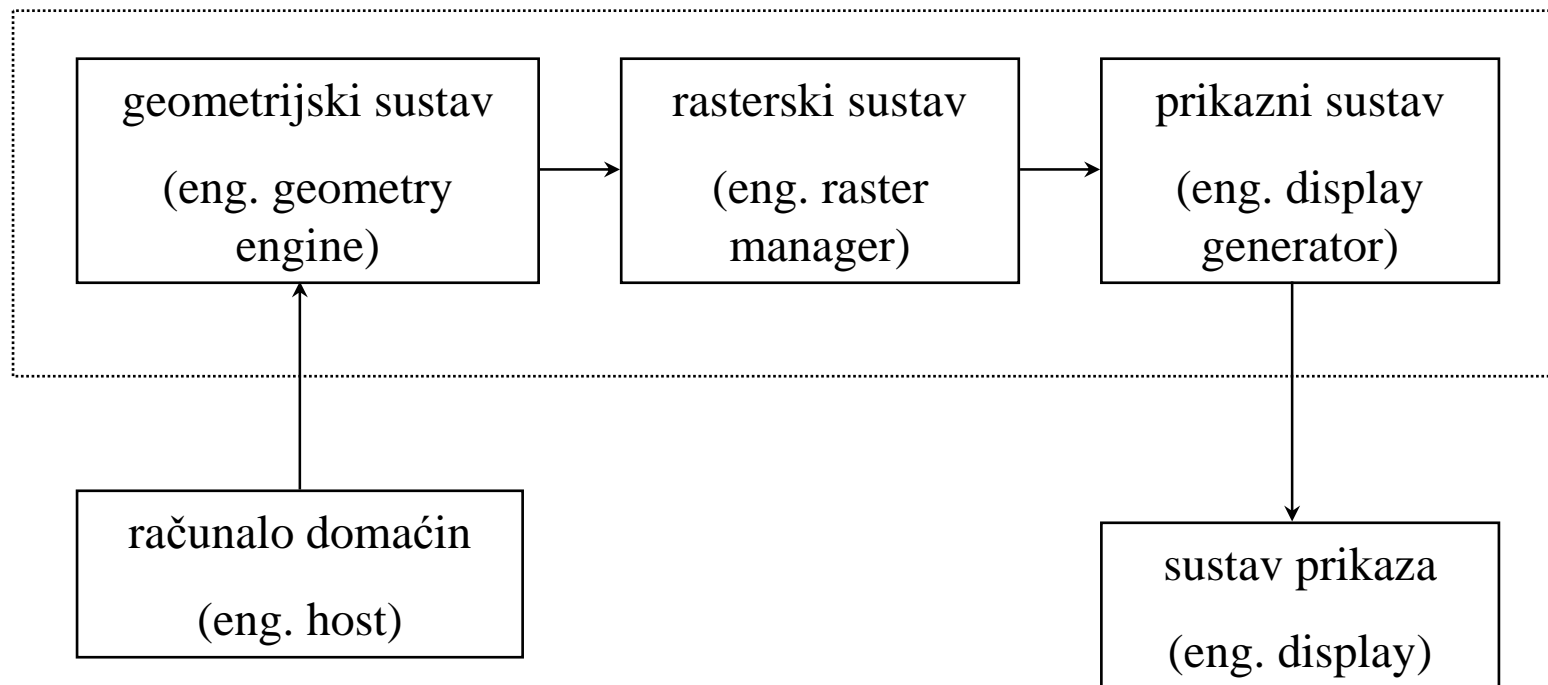 geometrijski sustav
(eng. geometry
engine)
rasterski sustav
(eng. raster
manager)
prikazni sustav
(eng. display
generator)
računalo domaćin
(eng. host)
sustav prikaza
(eng. display)